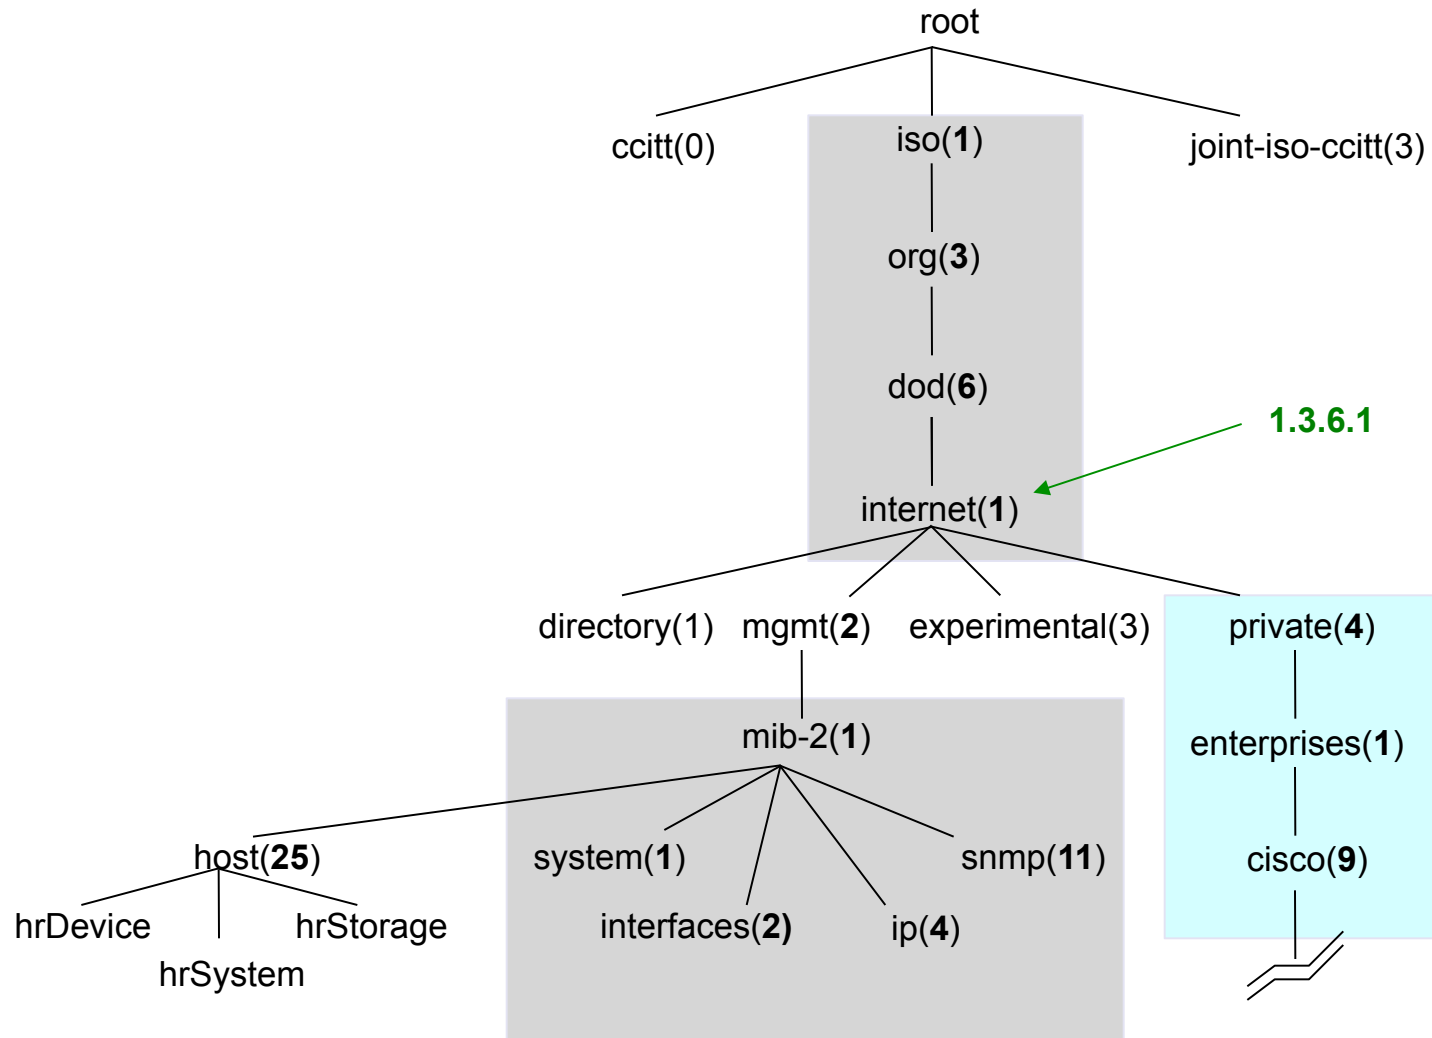 root
ccitt(0)
iso(1)
joint-iso-ccitt(3)
org(3)
dod(6)
1.3.6.1
internet(1)
directory(1)
mgmt(2)
experimental(3)
private(4)
mib-2(1)
enterprises(1)
host(25)
system(1)
snmp(11)
cisco(9)
hrDevice
hrStorage
interfaces(2)
ip(4)
hrSystem